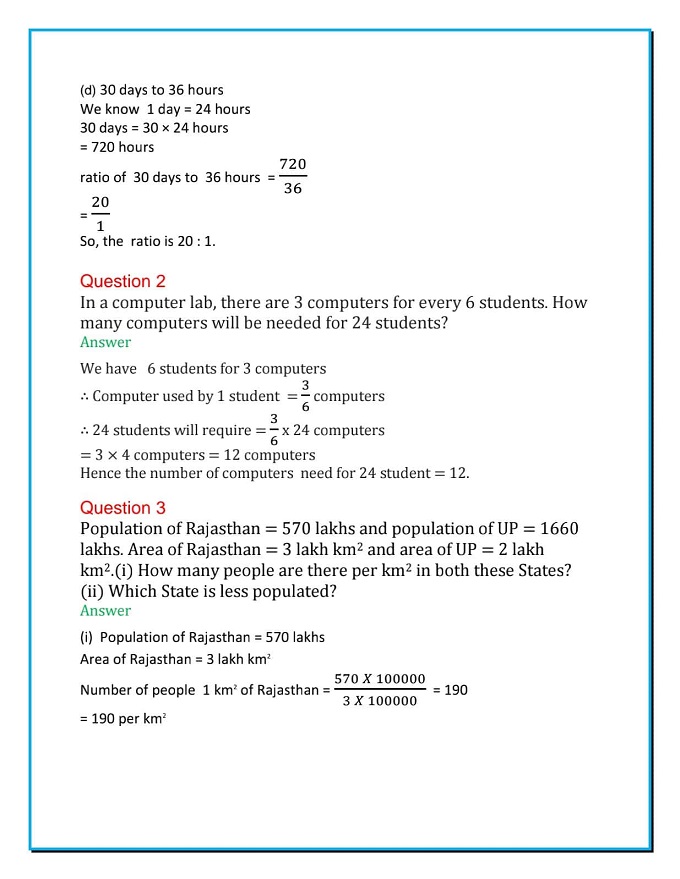 (d) 30 days to 36 hours
We know 1 day = 24 hours
30 days = 30 × 24 hours
= 720 hours
ratio of 30 days to 36 hours = 720/36
= 20/1
So, the ratio is 20 : 1.
Question 2
In a computer lab, there are 3 computers for every 6 students. How
many computers will be needed for 24 students?
Answer
We have 6 students for 3 computers
∴ Computer used by 1 student = 3/6 computers
∴ 24 students will require = 3/6 x 24 computers
= 3 × 4 computers = 12 computers
Hence the number of computers need for 24 student = 12.
Question 3
Population of Rajasthan = 570 lakhs and population of UP = 1660
lakhs. Area of Rajasthan = 3 lakh km² and area of UP = 2 lakh
km².(i) How many people are there per km² in both these States?
(ii) Which State is less populated?
Answer
(i) Population of Rajasthan = 570 lakhs
Area of Rajasthan = 3 lakh km²
Number of people 1 km² of Rajasthan = 570 X 100000/3 X 100000 = 190
= 190 per km²